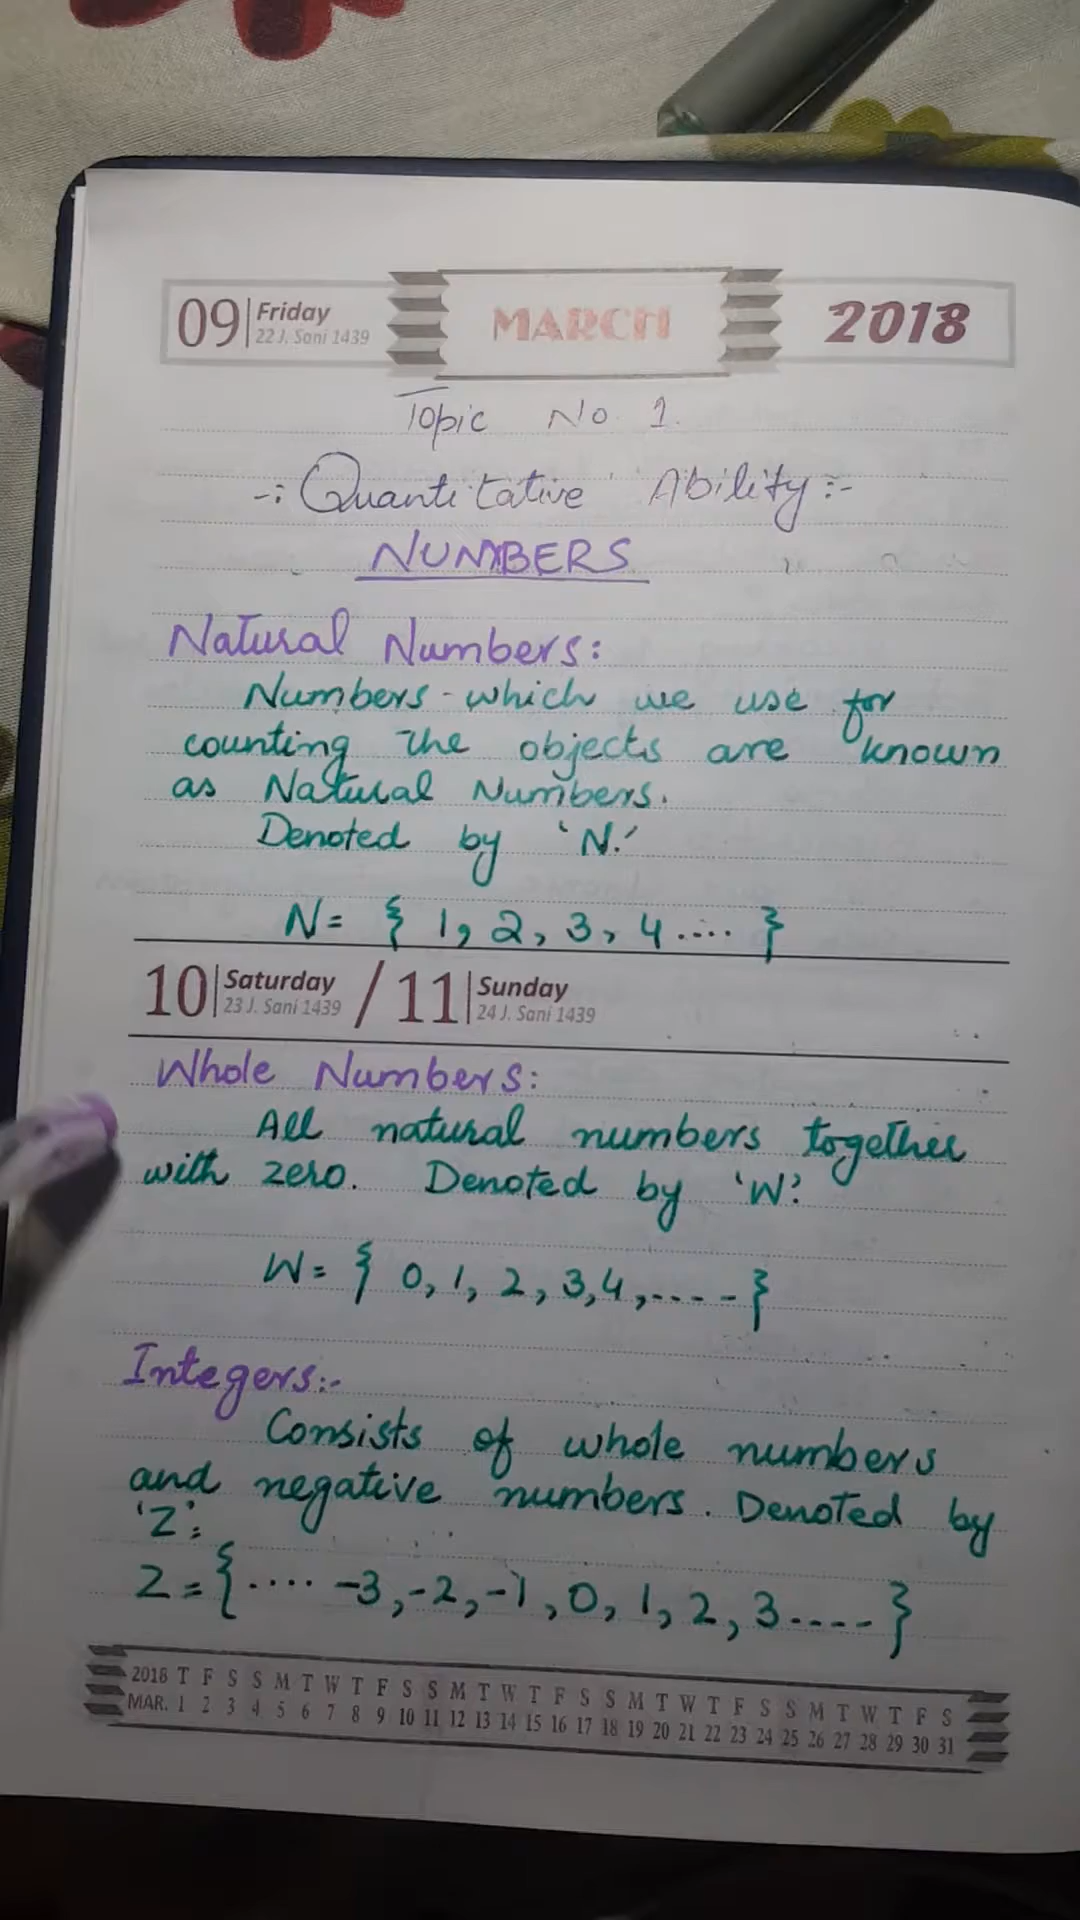 09 Friday
22 J. Sani 1439
MARCH
2018
Topic No. 1.
-: Quantitative Ability :-
NUMBERS
Natural Numbers:
Numbers which we use for
counting the objects are known
as Natural Numbers.
Denoted by 'N.'
N = { 1, 2, 3, 4 .... }
10 Saturday / 11 Sunday
23 J. Sani 1439 24 J. Sani 1439
Whole Numbers:
All natural numbers together
with zero. Denoted by 'W'.
W = { 0, 1, 2, 3, 4, ---- }
Integers:-
Consists of whole numbers
and negative numbers. Denoted by
'Z'.
Z = { .... -3, -2, -1, 0, 1, 2, 3 ---- }
2018 T F S S M T W T F S S M T W T F S S M T W T F S S M T W T F S
MAR. 1 2 3 4 5 6 7 8 9 10 11 12 13 14 15 16 17 18 19 20 21 22 23 24 25 26 27 28 29 30 31